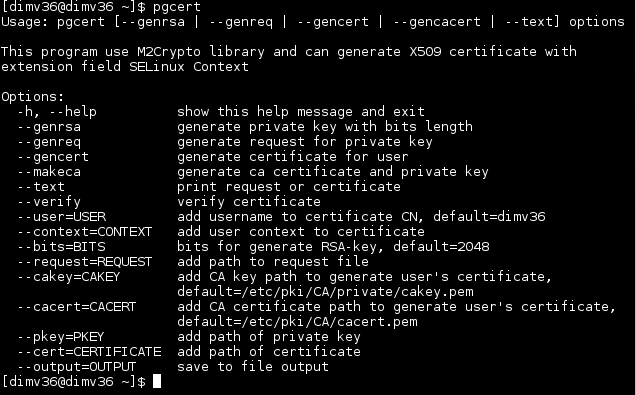 [dimv36@dimv36 ~]$ pgcert
Usage: pgcert [--genrsa | --genreq | --gencert | --gencacert | --text] options
This program use M2Crypto library and can generate X509 certificate with
extension field SELinux Context
Options:
-h, --help show this help message and exit
--genrsa generate private key with bits length
--genreq generate request for private key
--gencert generate certificate for user
--makeca generate ca certificate and private key
--text print request or certificate
--verify verify certificate
--user=USER add username to certificate CN, default=dimv36
--context=CONTEXT add user context to certificate
--bits=BITS bits for generate RSA-key, default=2048
--request=REQUEST add path to request file
--cakey=CAKEY add CA key path to generate user's certificate,
default=/etc/pki/CA/private/cakey.pem
--cacert=CACERT add CA certificate path to generate user's certificate,
default=/etc/pki/CA/cacert.pem
--pkey=PKEY add path of private key
--cert=CERTIFICATE add path of certificate
--output=OUTPUT save to file output
[dimv36@dimv36 ~]$